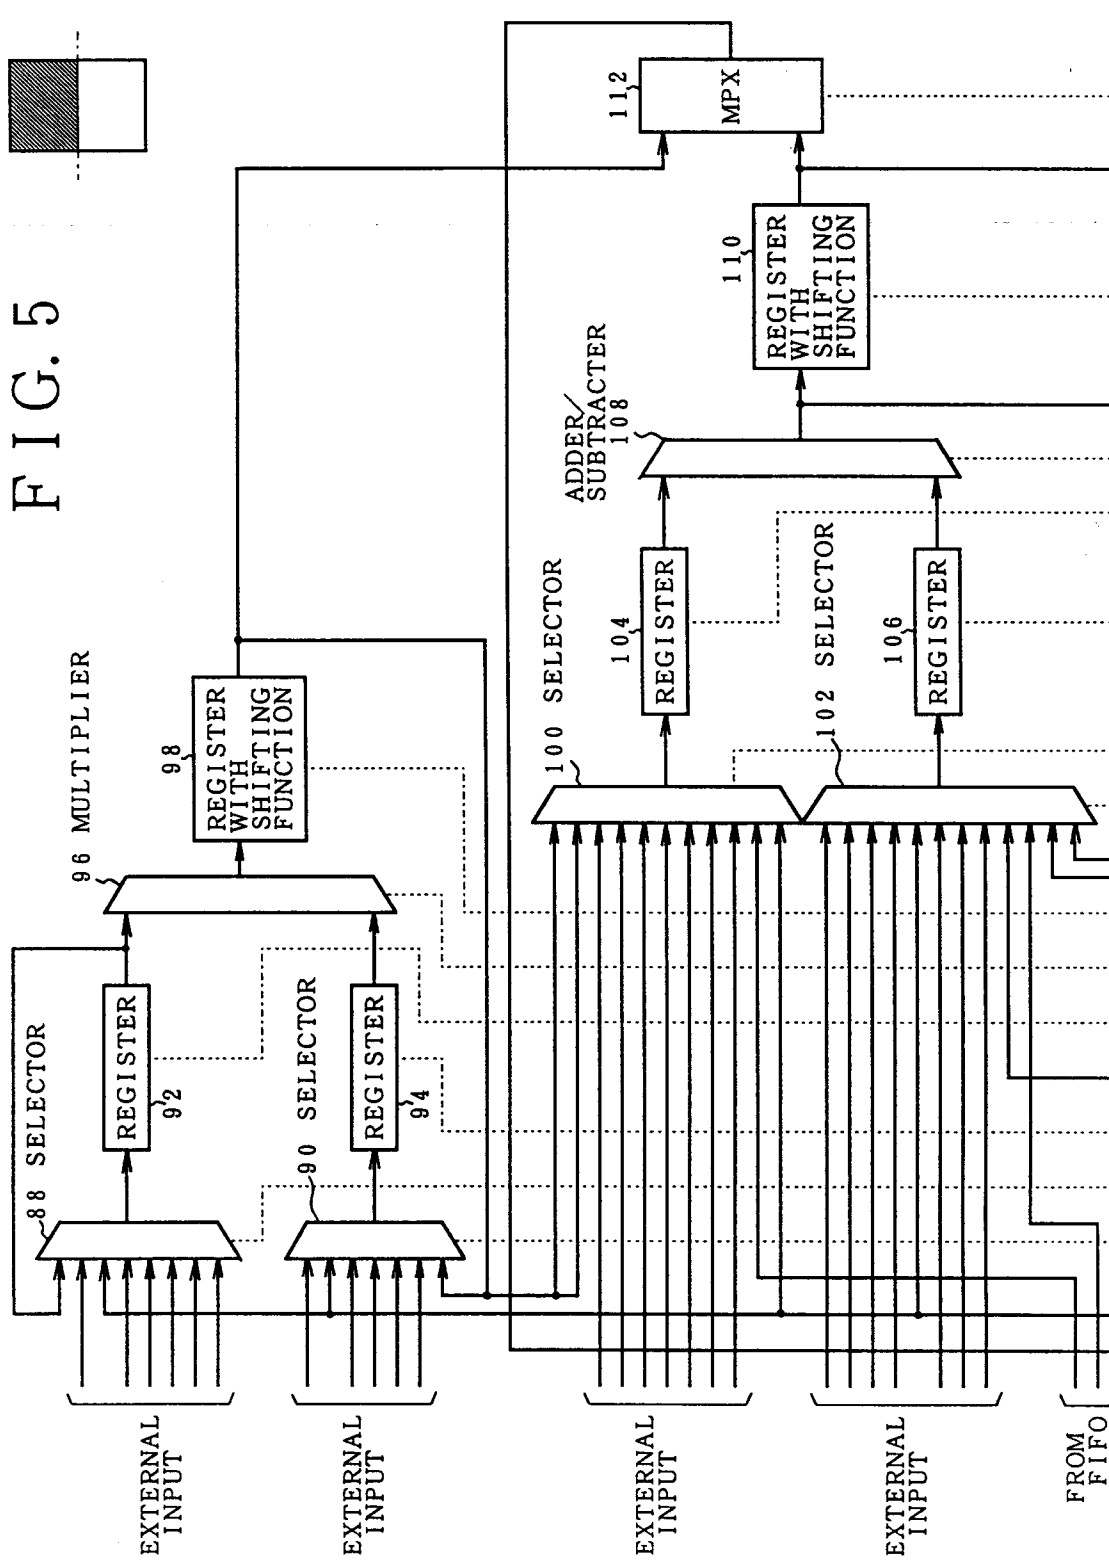 FIG. 5
88 SELECTOR
REGISTER
92
96 MULTIPLIER
98
REGISTER
WITH
SHIFTING
FUNCTION
EXTERNAL
INPUT
90 SELECTOR
REGISTER
94
EXTERNAL
INPUT
100 SELECTOR
104
REGISTER
ADDER/
SUBTRACTER
108
110
REGISTER
WITH
SHIFTING
FUNCTION
112
MPX
EXTERNAL
INPUT
102 SELECTOR
106
REGISTER
EXTERNAL
INPUT
FROM
FIFO